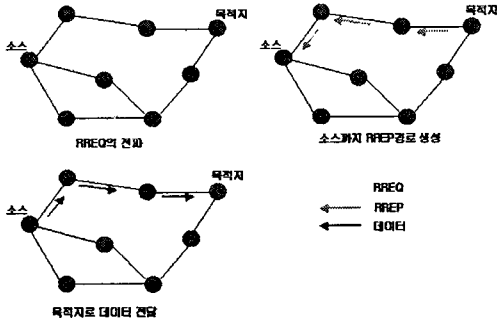 목적지
소스
RREQ의 전파
목적지
소스
소스까지 RREP경로 생성
목적지
소스
목적지로 데이터 전달
RREQ
RREP
데이터